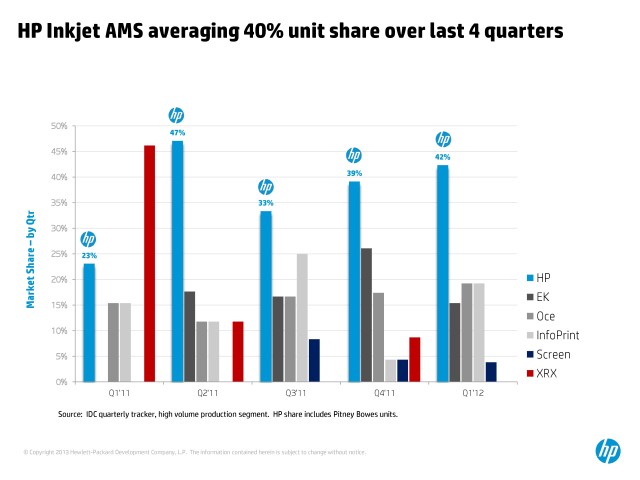 HP Inkjet AMS averaging 40% unit share over last 4 quarters
Market Share – by Qtr
50%
45%
40%
35%
30%
25%
20%
15%
10%
5%
0%
hp
23%
hp
47%
hp
33%
hp
39%
hp
42%
Q1'11
Q2'11
Q3'11
Q4'11
Q1'12
HP
EK
Oce
InfoPrint
Screen
XRX
Source: IDC quarterly tracker, high volume production segment. HP share includes Pitney Bowes units.
© Copyright 2013 Hewlett-Packard Development Company, L.P. The information contained herein is subject to change without notice.
hp